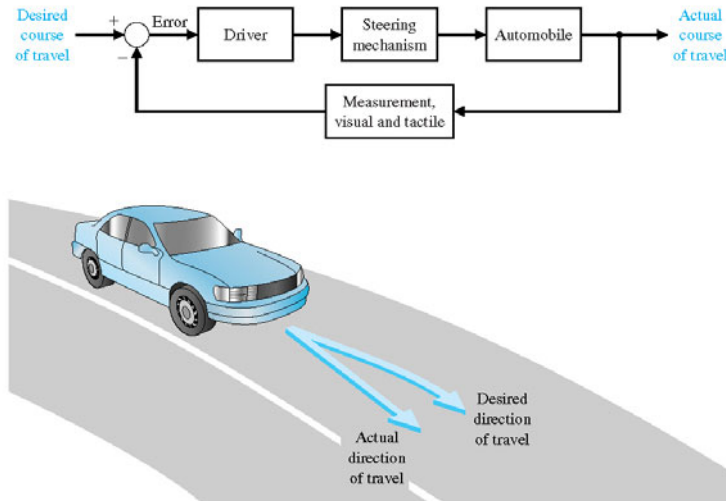 Desired
course
of travel
+
−
Error
Driver
Steering
mechanism
Automobile
Actual
course
of travel
Measurement,
visual and tactile
Desired
direction
of travel
Actual
direction
of travel